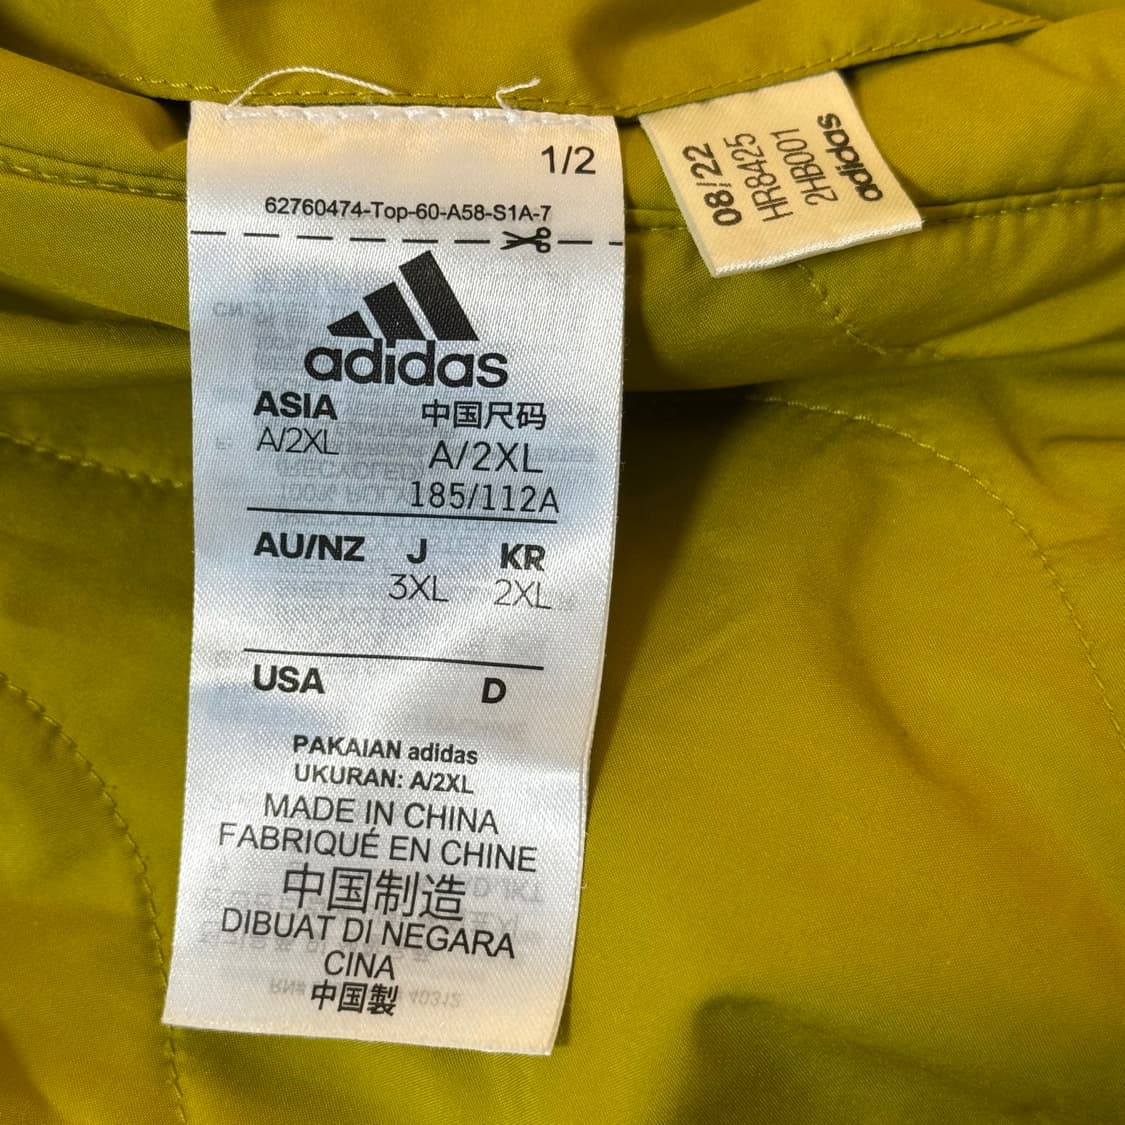 1/2
62760474-Top-60-A58-S1A-7
adidas
ASIA 中国尺码
A/2XL A/2XL
185/112A
AU/NZ J KR
3XL 2XL
USA D
PAKAIAN adidas
UKURAN: A/2XL
MADE IN CHINA
FABRIQUÉ EN CHINE
中国制造
DIBUAT DI NEGARA
CINA
中国製
08/22
HR8425
2HB001
adidas